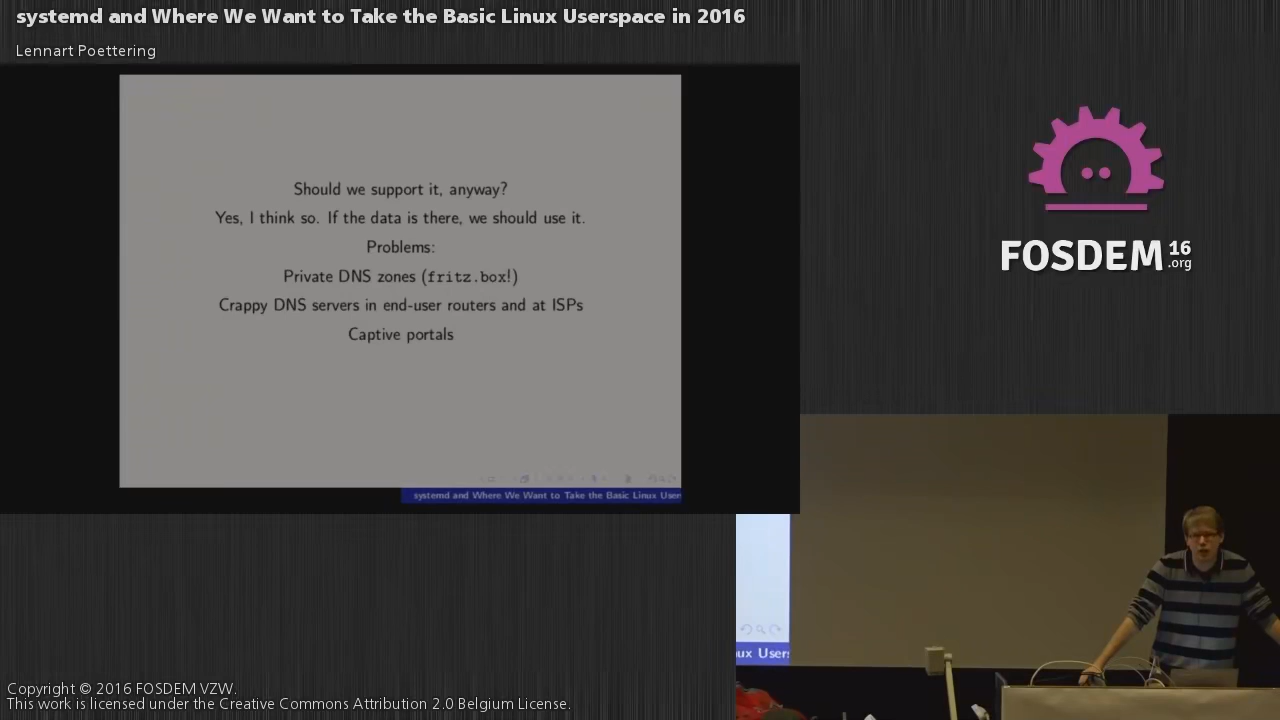 systemd and Where We Want to Take the Basic Linux Userspace in 2016
Lennart Poettering
Should we support it, anyway?
Yes, I think so. If the data is there, we should use it.
Problems:
Private DNS zones (fritz.box!)
Crappy DNS servers in end-user routers and at ISPs
Captive portals
systemd and Where We Want to Take the Basic Linux User
FOSDEM 16
.org
nux Users
Copyright © 2016 FOSDEM VZW.
This work is licensed under the Creative Commons Attribution 2.0 Belgium License.